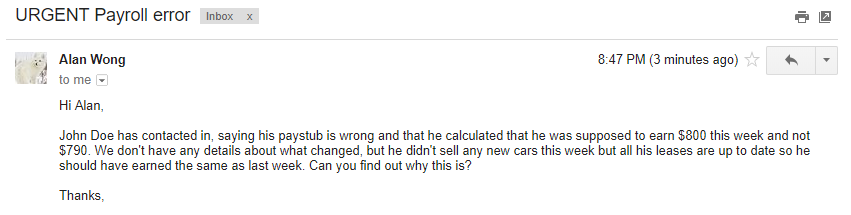 URGENT Payroll error Inbox x
Alan Wong 8:47 PM (3 minutes ago)
to me
Hi Alan,
John Doe has contacted in, saying his paystub is wrong and that he calculated that he was supposed to earn $800 this week and not
$790. We don't have any details about what changed, but he didn't sell any new cars this week but all his leases are up to date so he
should have earned the same as last week. Can you find out why this is?
Thanks,